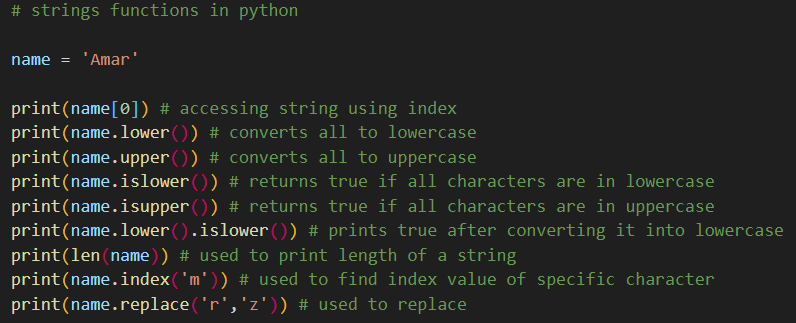 # strings functions in python
name = 'Amar'
print(name[0]) # accessing string using index
print(name.lower()) # converts all to lowercase
print(name.upper()) # converts all to uppercase
print(name.islower()) # returns true if all characters are in lowercase
print(name.isupper()) # returns true if all characters are in uppercase
print(name.lower().islower()) # prints true after converting it into lowercase
print(len(name)) # used to print length of a string
print(name.index('m')) # used to find index value of specific character
print(name.replace('r','z')) # used to replace